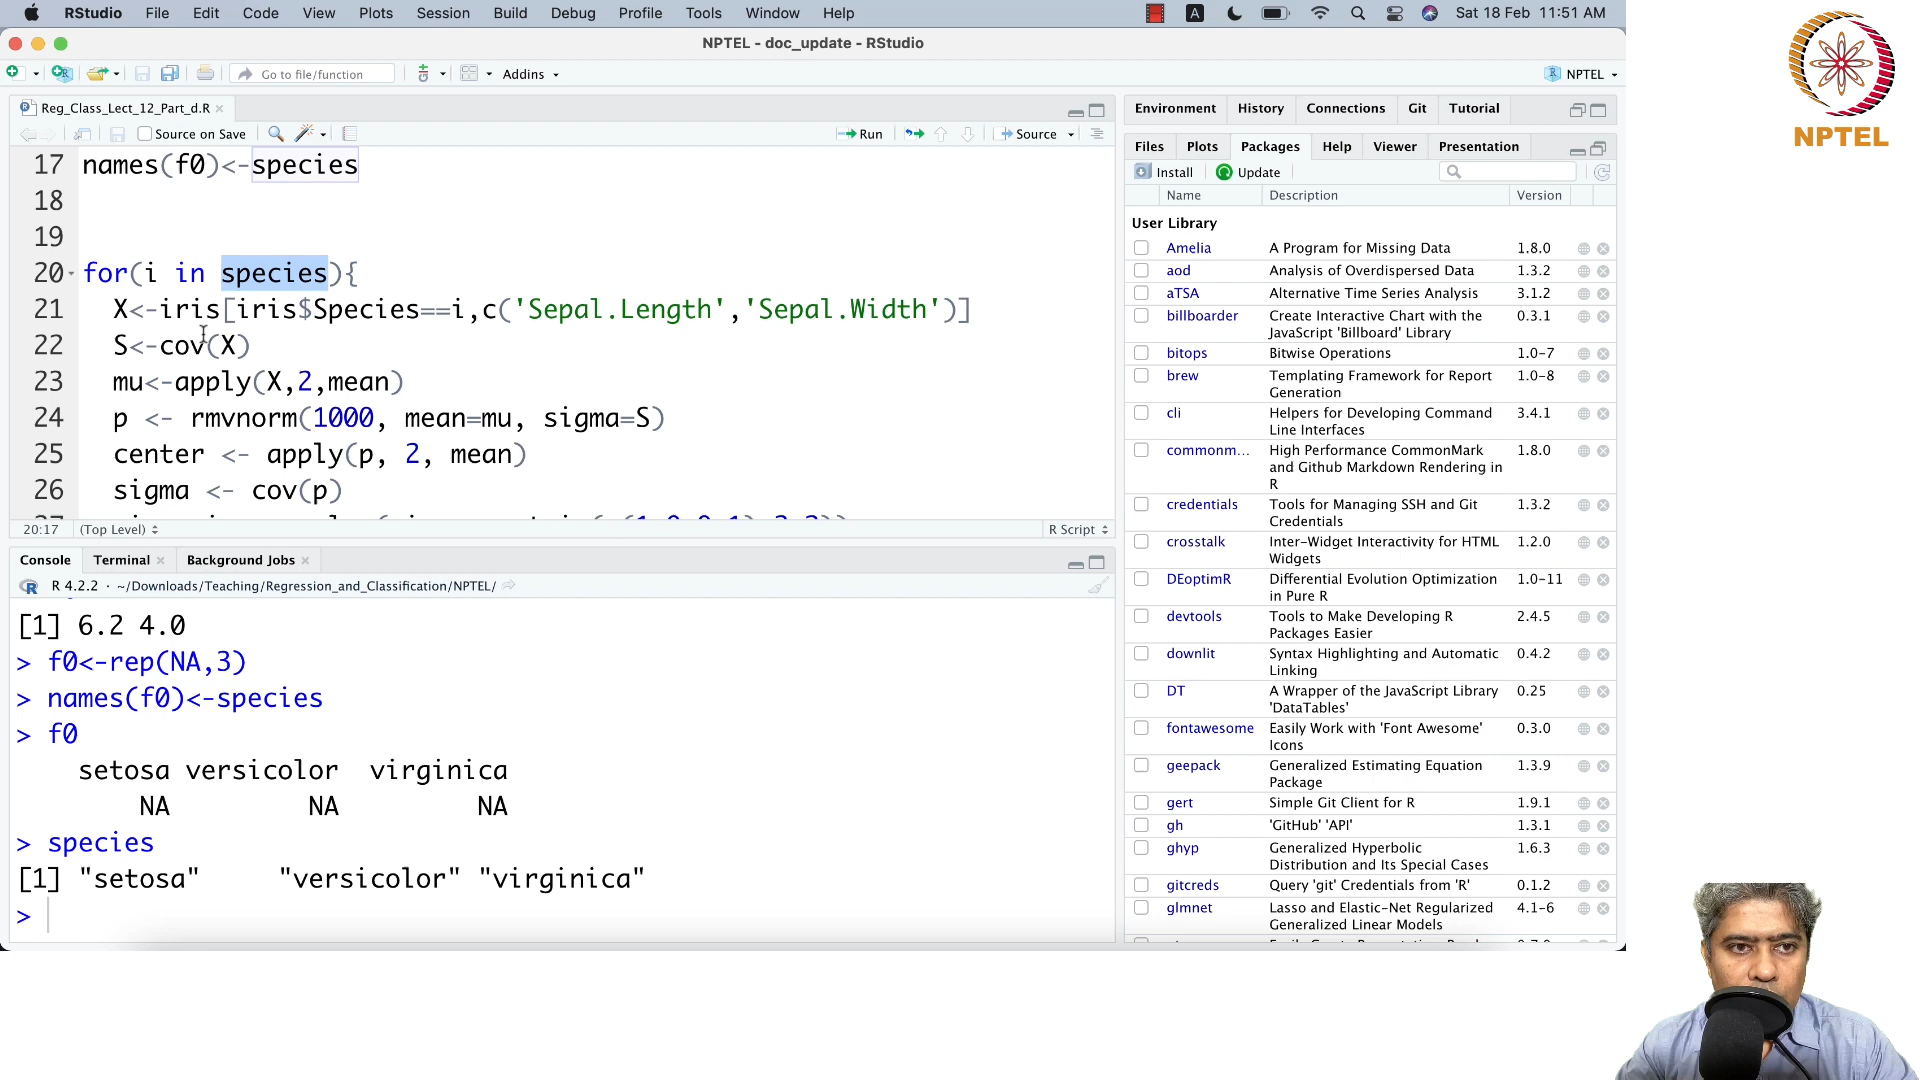 RStudio File Edit Code View Plots Session Build Debug Profile Tools Window Help A Sat 18 Feb 11:51 AM
NPTEL - doc_update - RStudio
Go to file/function Addins NPTEL
Reg_Class_Lect_12_Part_d.R
Source on Save Run Source
17 names(f0)<-species
18
19
20 for(i in species){
21 X<-iris[iris$Species==i,c('Sepal.Length','Sepal.Width')]
22 S<-cov(X)
23 mu<-apply(X,2,mean)
24 p <- rmvnorm(1000, mean=mu, sigma=S)
25 center <- apply(p, 2, mean)
26 sigma <- cov(p)
20:17 (Top Level) R Script
Console Terminal Background Jobs
R 4.2.2 · ~/Downloads/Teaching/Regression_and_Classification/NPTEL/
[1] 6.2 4.0
> f0<-rep(NA,3)
> names(f0)<-species
> f0
setosa versicolor virginica
NA NA NA
> species
[1] "setosa" "versicolor" "virginica"
>
Environment History Connections Git Tutorial
Files Plots Packages Help Viewer Presentation
Install Update
Name Description Version
User Library
Amelia A Program for Missing Data 1.8.0
aod Analysis of Overdispersed Data 1.3.2
aTSA Alternative Time Series Analysis 3.1.2
billboarder Create Interactive Chart with the 0.3.1
JavaScript 'Billboard' Library
bitops Bitwise Operations 1.0-7
brew Templating Framework for Report 1.0-8
Generation
cli Helpers for Developing Command 3.4.1
Line Interfaces
commonm... High Performance CommonMark 1.8.0
and Github Markdown Rendering in
R
credentials Tools for Managing SSH and Git 1.3.2
Credentials
crosstalk Inter-Widget Interactivity for HTML 1.2.0
Widgets
DEoptimR Differential Evolution Optimization 1.0-11
in Pure R
devtools Tools to Make Developing R 2.4.5
Packages Easier
downlit Syntax Highlighting and Automatic 0.4.2
Linking
DT A Wrapper of the JavaScript Library 0.25
'DataTables'
fontawesome Easily Work with 'Font Awesome' 0.3.0
Icons
geepack Generalized Estimating Equation 1.3.9
Package
gert Simple Git Client for R 1.9.1
gh 'GitHub' 'API' 1.3.1
ghyp Generalized Hyperbolic 1.6.3
Distribution and Its Special Cases
gitcreds Query 'git' Credentials from 'R' 0.1.2
glmnet Lasso and Elastic-Net Regularized 4.1-6
Generalized Linear Models
NPTEL